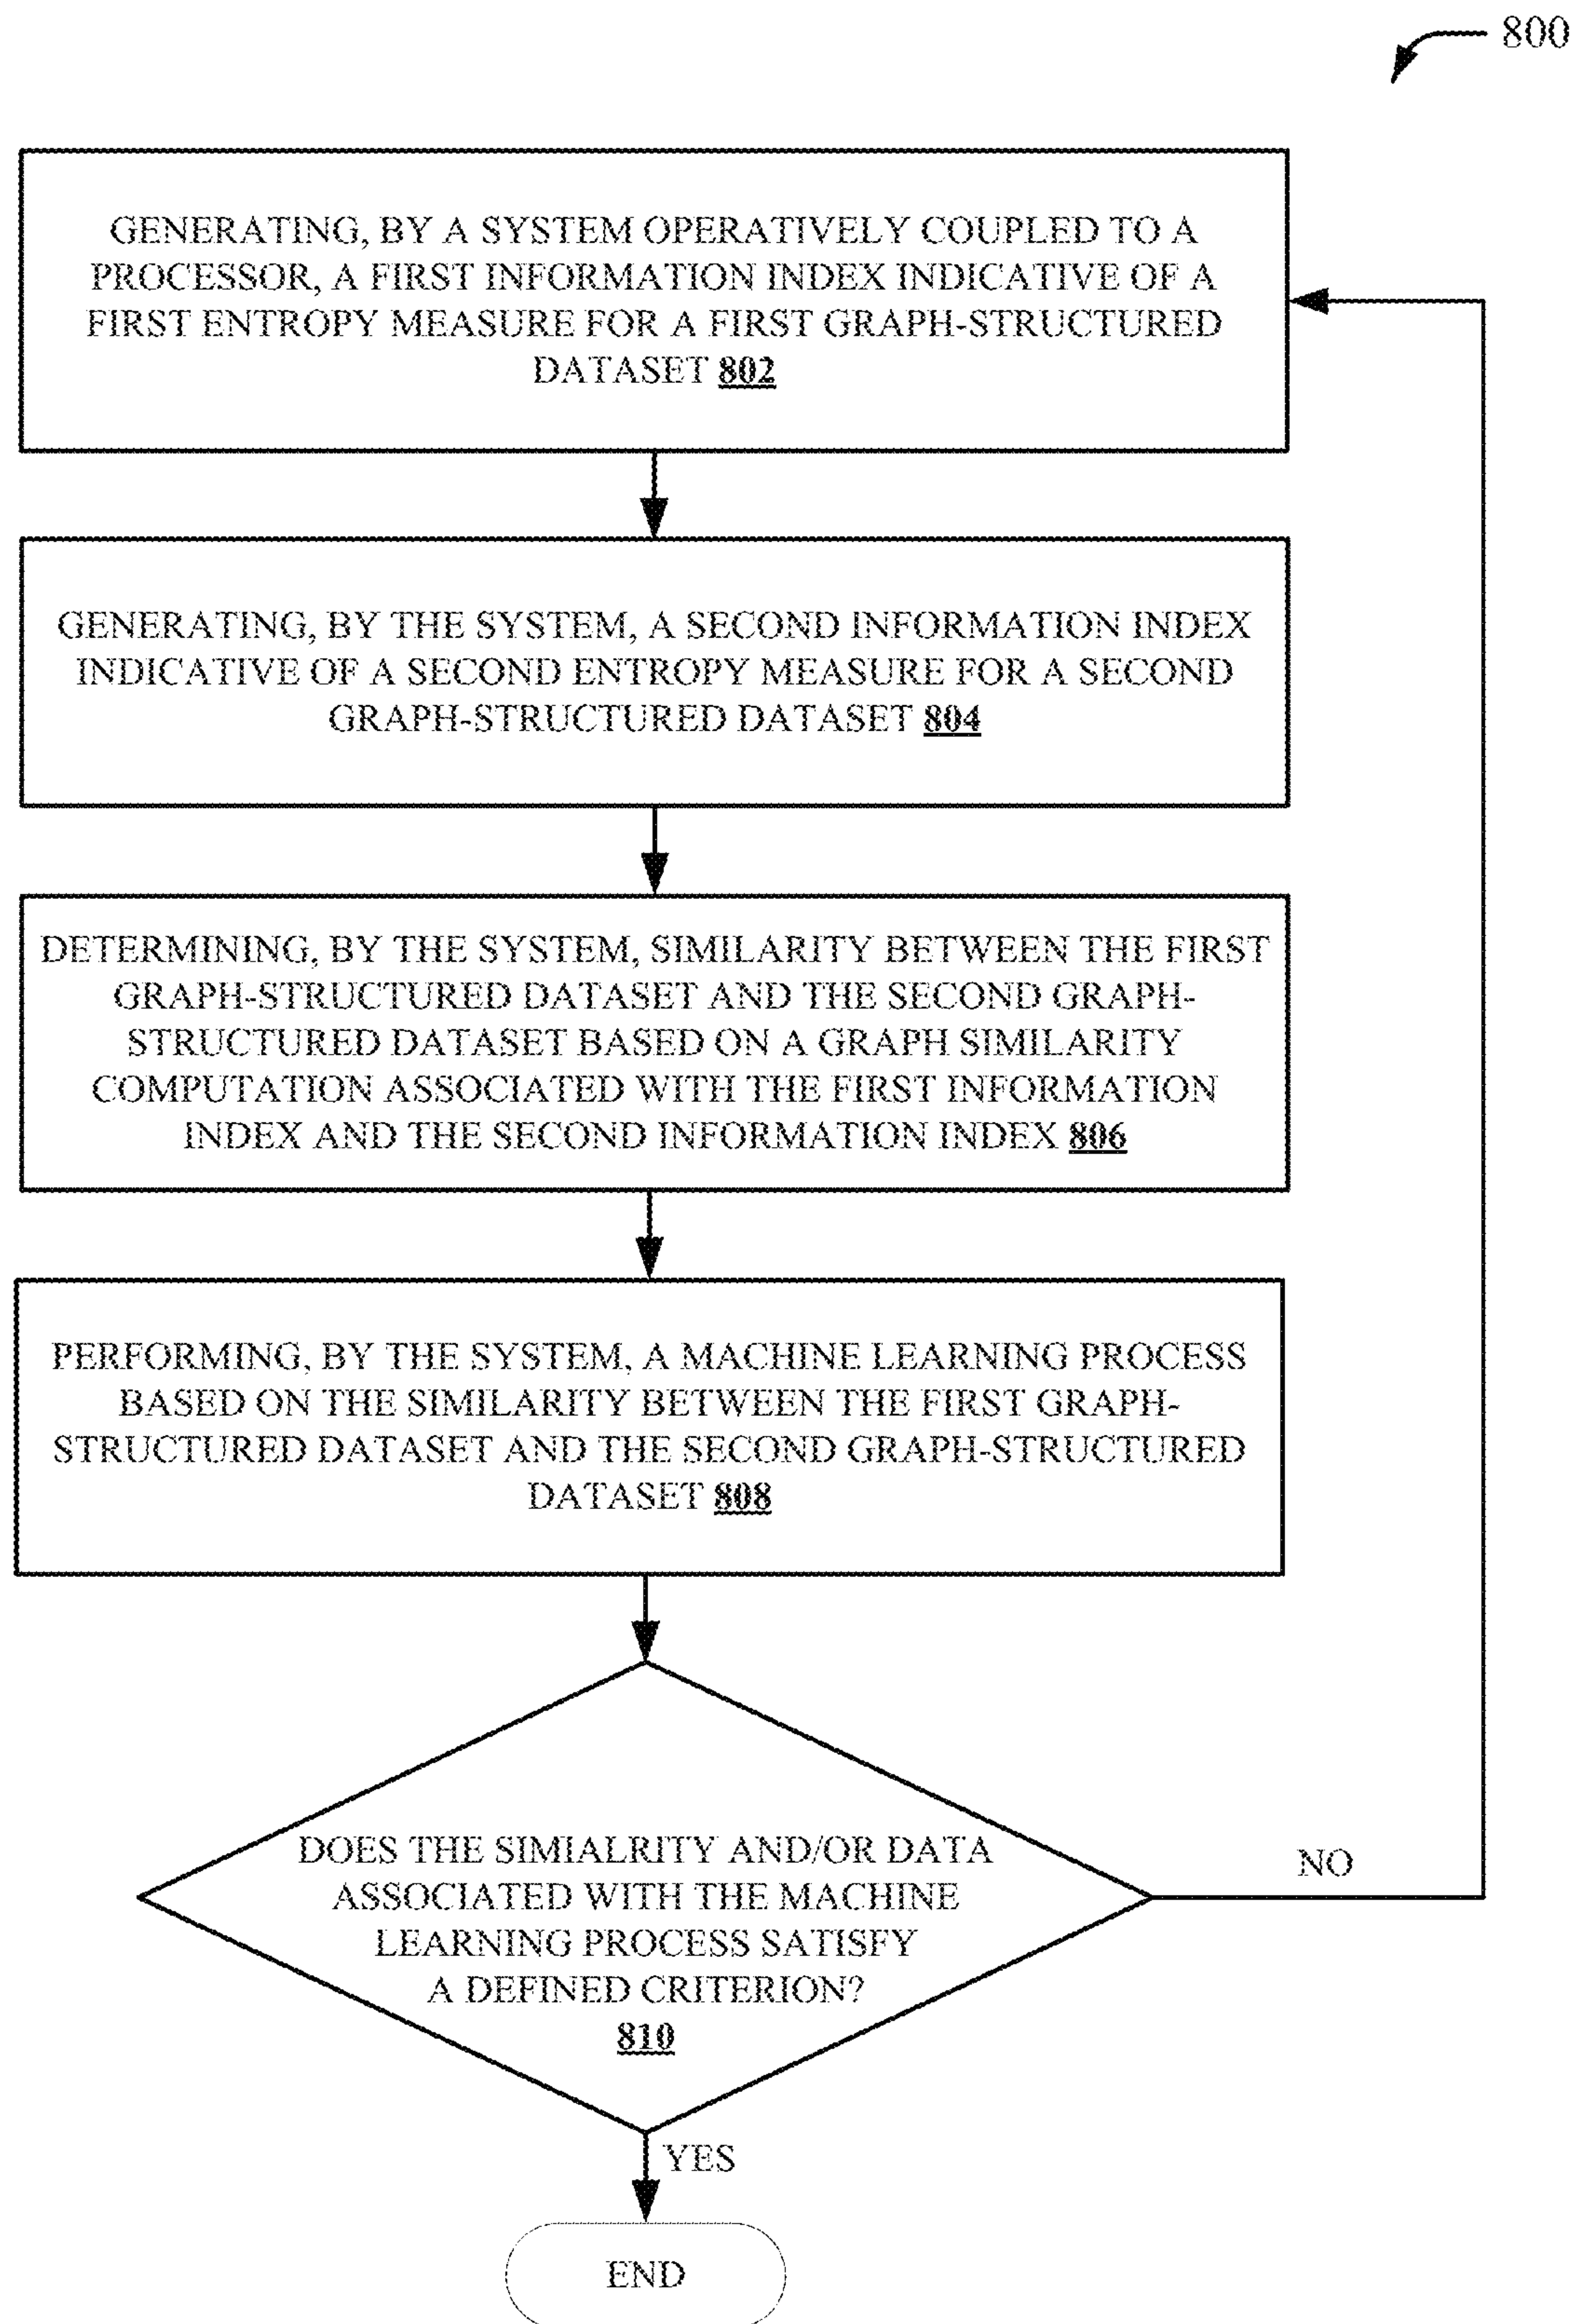 800
GENERATING, BY A SYSTEM OPERATIVELY COUPLED TO A
PROCESSOR, A FIRST INFORMATION INDEX INDICATIVE OF A
FIRST ENTROPY MEASURE FOR A FIRST GRAPH-STRUCTURED
DATASET 802
GENERATING, BY THE SYSTEM, A SECOND INFORMATION INDEX
INDICATIVE OF A SECOND ENTROPY MEASURE FOR A SECOND
GRAPH-STRUCTURED DATASET 804
DETERMINING, BY THE SYSTEM, SIMILARITY BETWEEN THE FIRST
GRAPH-STRUCTURED DATASET AND THE SECOND GRAPH-
STRUCTURED DATASET BASED ON A GRAPH SIMILARITY
COMPUTATION ASSOCIATED WITH THE FIRST INFORMATION
INDEX AND THE SECOND INFORMATION INDEX 806
PERFORMING, BY THE SYSTEM, A MACHINE LEARNING PROCESS
BASED ON THE SIMILARITY BETWEEN THE FIRST GRAPH-
STRUCTURED DATASET AND THE SECOND GRAPH-STRUCTURED
DATASET 808
DOES THE SIMIALRITY AND/OR DATA
ASSOCIATED WITH THE MACHINE
LEARNING PROCESS SATISFY
A DEFINED CRITERION?
810
NO
YES
END